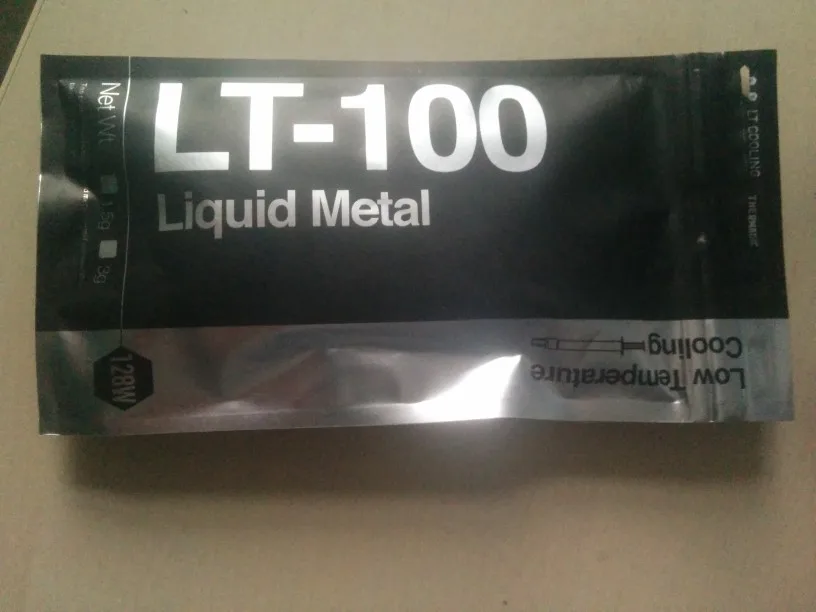 LT-100
Liquid Metal
Net Wt
1.5g
3g
128W
LT COOLING
Low Temperature
Cooling